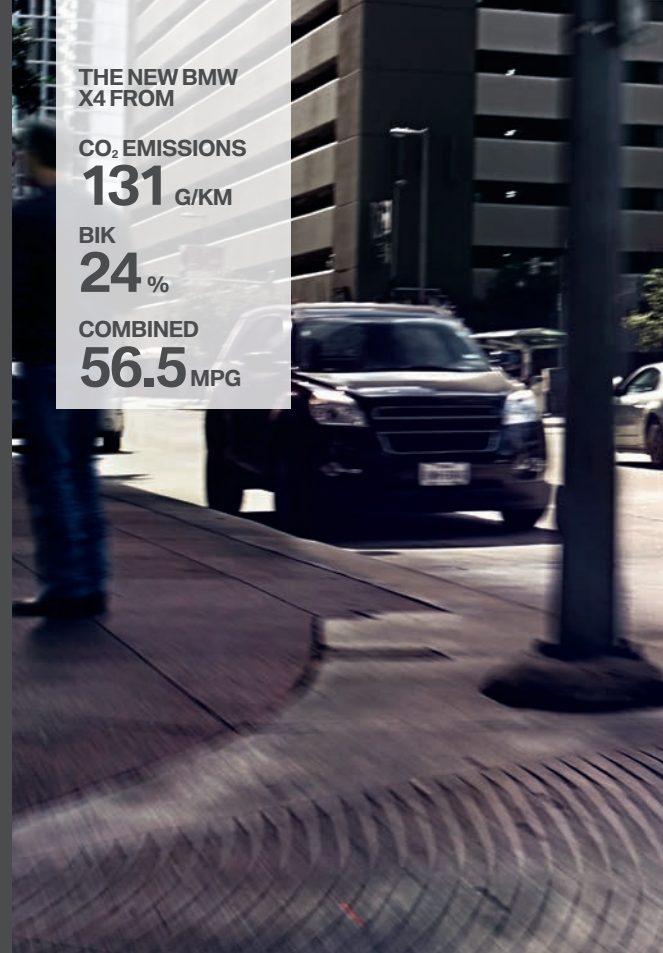 THE NEW BMW
X4 FROM
CO₂ EMISSIONS
131 G/KM
BIK
24 %
COMBINED
56.5 MPG